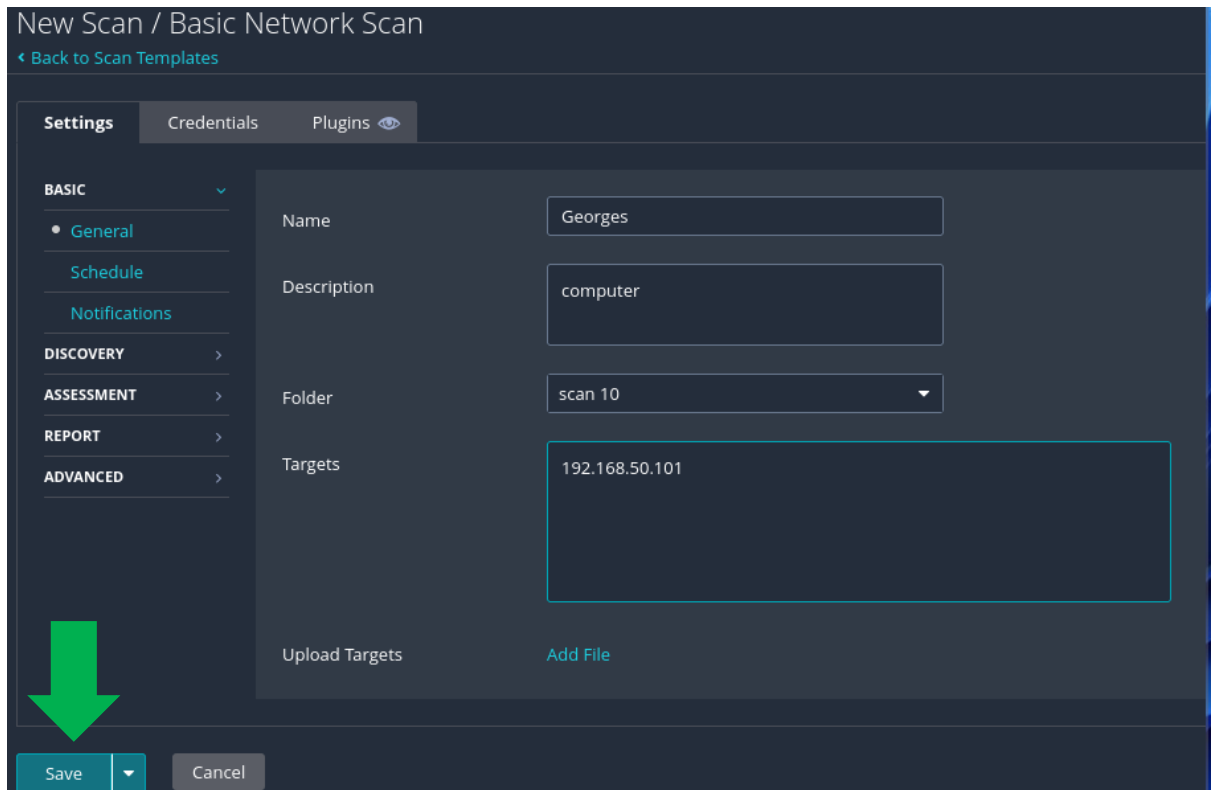 New Scan / Basic Network Scan
Back to Scan Templates
Settings Credentials Plugins
BASIC
General
Schedule
Notifications
DISCOVERY
ASSESSMENT
REPORT
ADVANCED
Name Georges
Description computer
Folder scan 10
Targets 192.168.50.101
Upload Targets Add File
Save Cancel